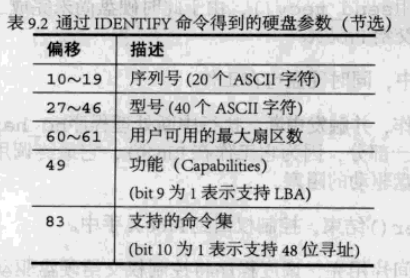 表 9.2 通过 IDENTIFY 命令得到的硬盘参数（节选）
偏移 描述
10～19 序列号 (20 个 ASCII 字符)
27～46 型号 (40 个 ASCII 字符)
60～61 用户可用的最大扇区数
49 功能 (Capabilities)
(bit 9 为 1 表示支持 LBA)
83 支持的命令集
(bit 10 为 1 表示支持 48 位寻址)